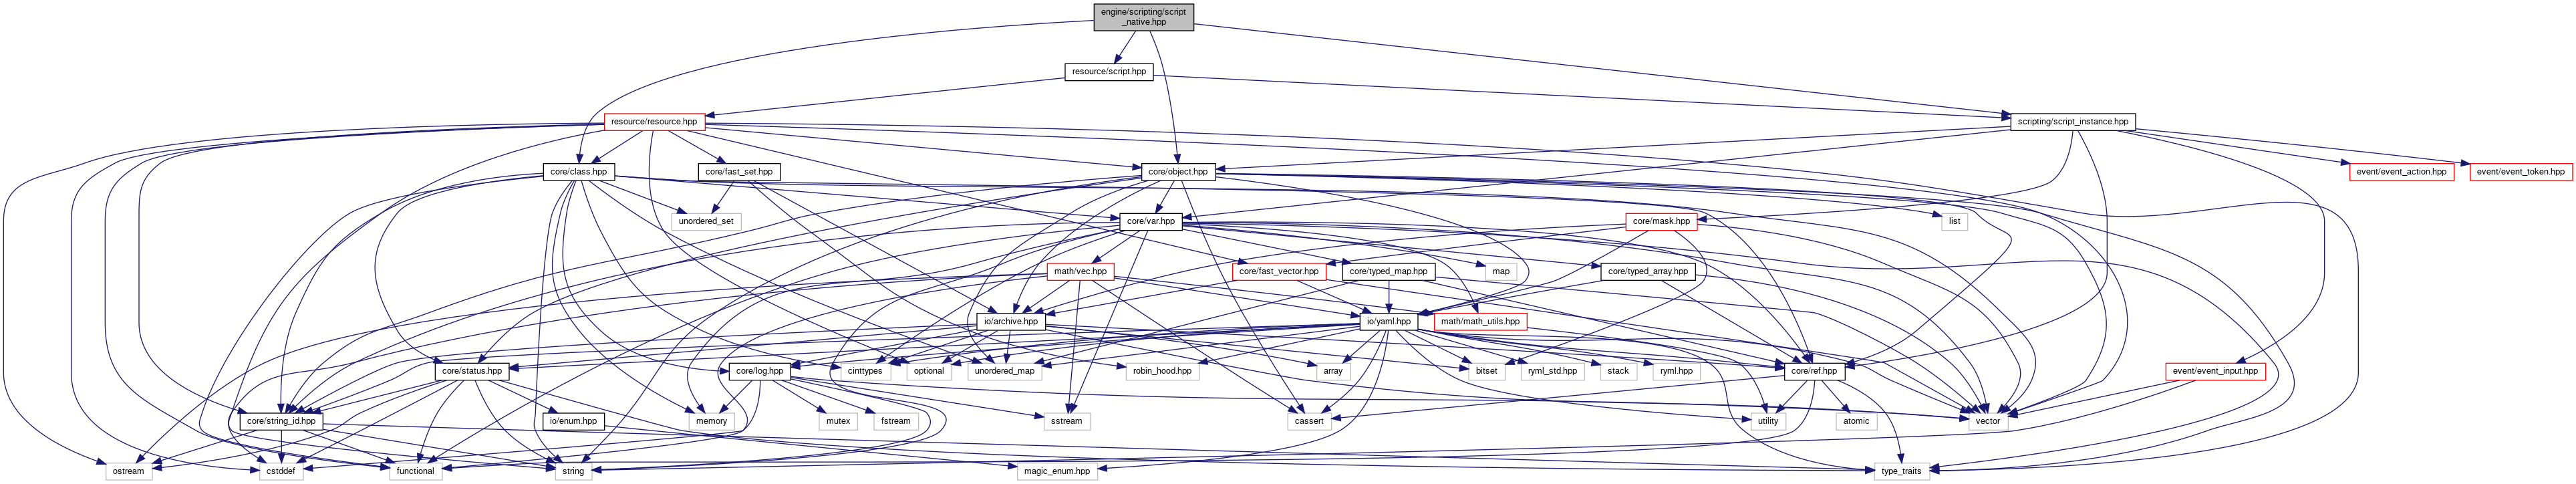 engine/scripting/script
_native.hpp
resource/script.hpp
resource/resource.hpp
scripting/script_instance.hpp
core/class.hpp
core/fast_set.hpp
core/object.hpp
event/event_action.hpp
event/event_token.hpp
unordered_set
core/var.hpp
core/mask.hpp
list
math/vec.hpp
core/fast_vector.hpp
core/typed_map.hpp
map
core/typed_array.hpp
io/archive.hpp
io/yaml.hpp
math/math_utils.hpp
core/status.hpp
core/log.hpp
cinttypes
optional
unordered_map
robin_hood.hpp
array
bitset
ryml_std.hpp
stack
ryml.hpp
core/ref.hpp
event/event_input.hpp
core/string_id.hpp
io/enum.hpp
memory
mutex
fstream
sstream
cassert
utility
atomic
vector
ostream
cstddef
functional
string
magic_enum.hpp
type_traits